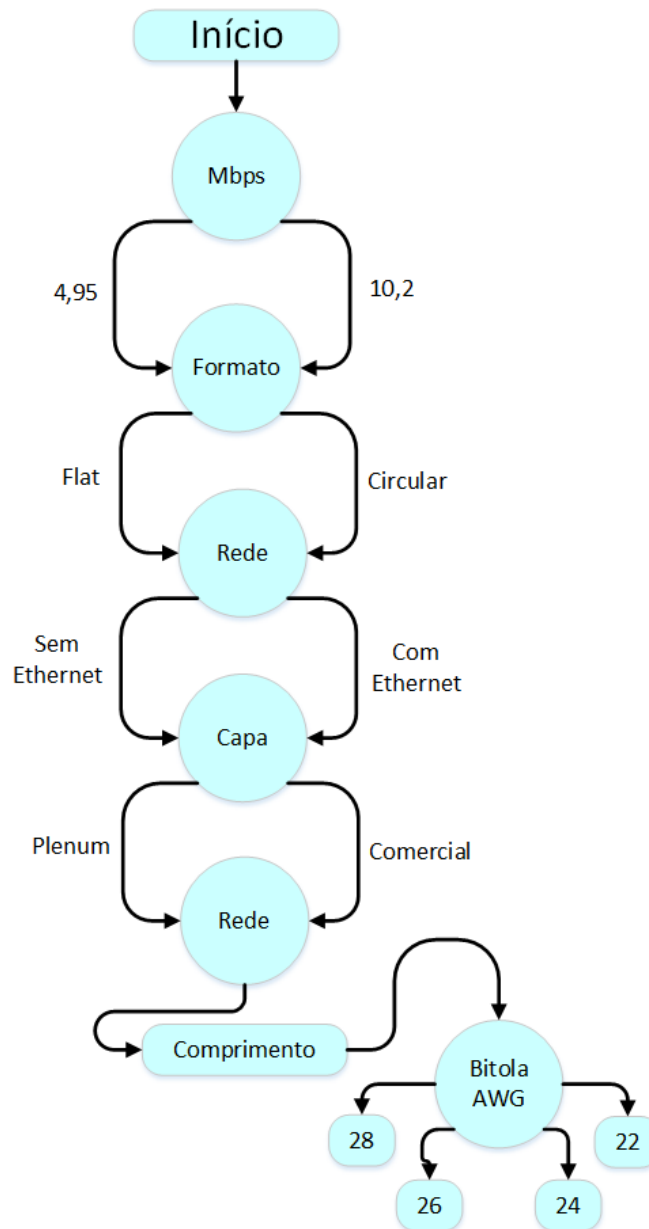 Início
Mbps
4,95
10,2
Formato
Flat
Circular
Rede
Sem
Ethernet
Com
Ethernet
Capa
Plenum
Comercial
Rede
Comprimento
Bitola
AWG
28
22
26
24